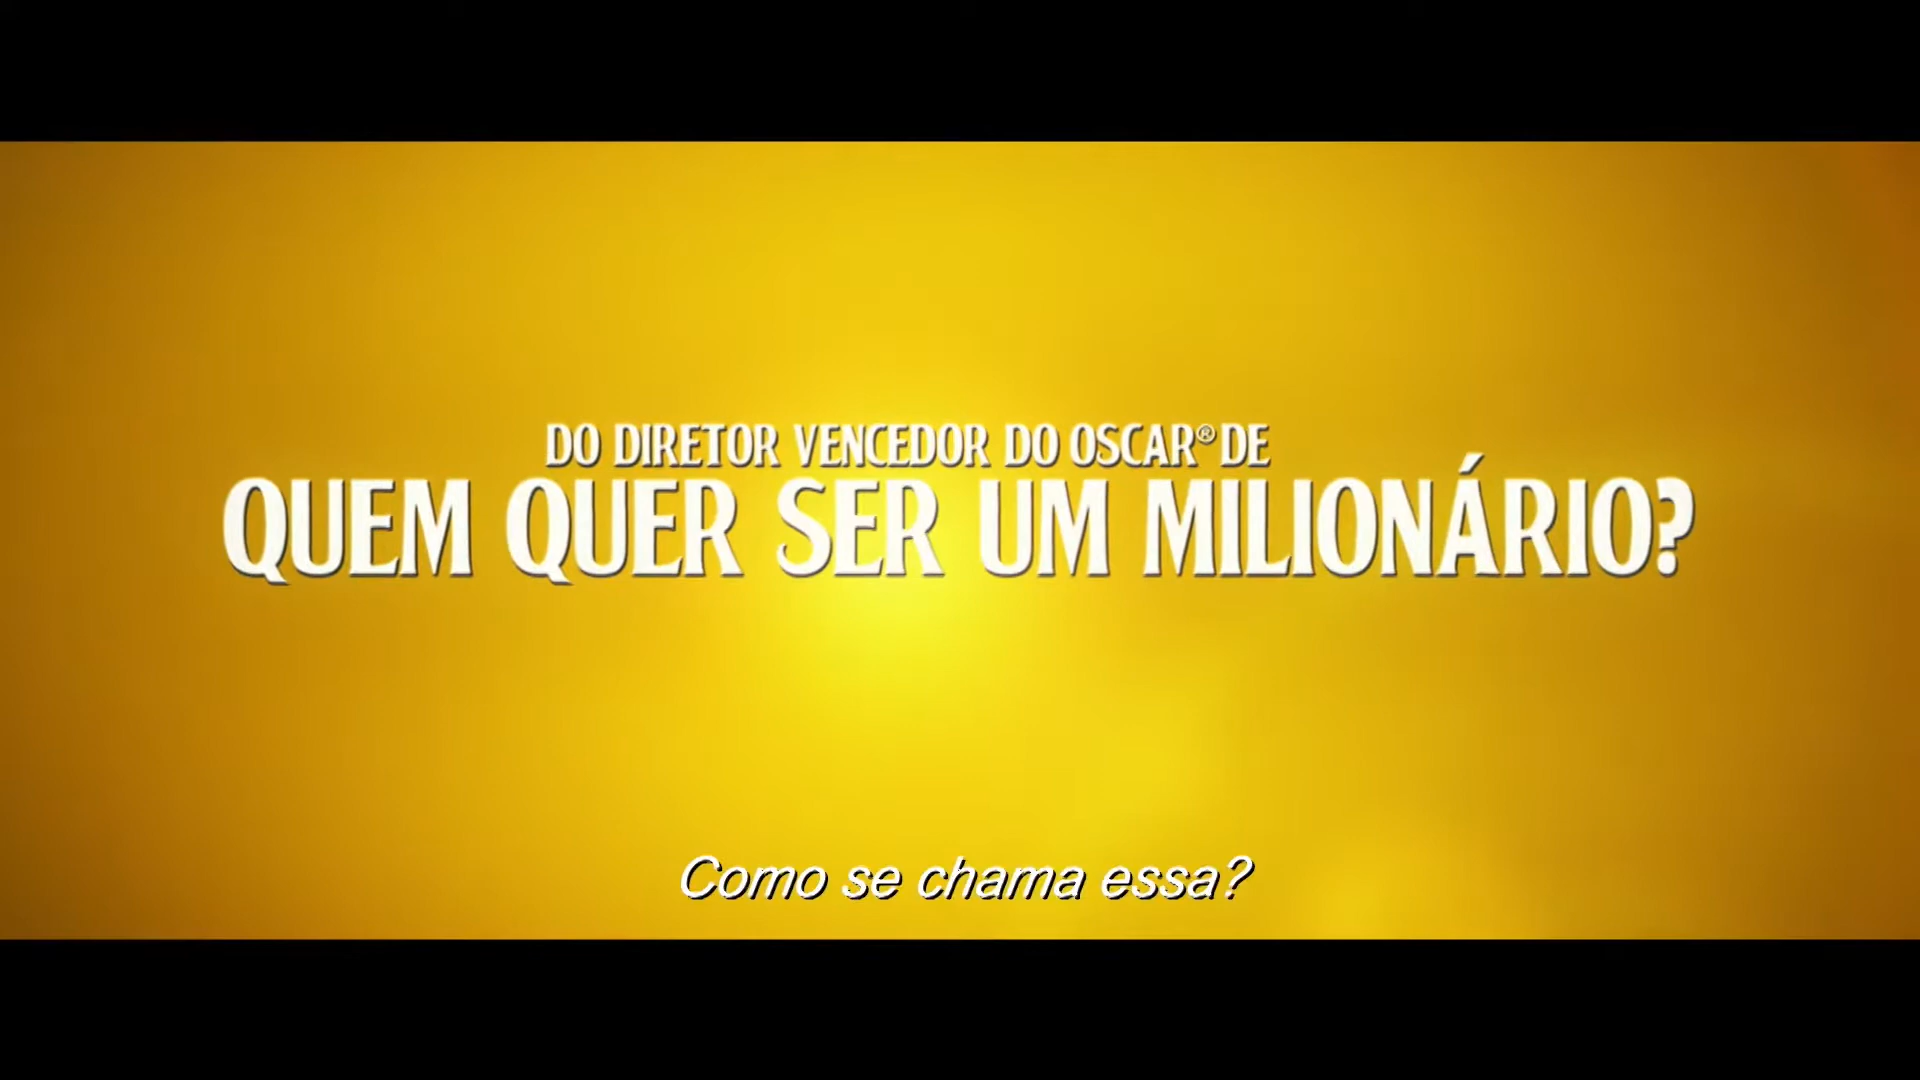 DO DIRETOR VENCEDOR DO OSCAR® DE
QUEM QUER SER UM MILIONÁRIO?
Como se chama essa?